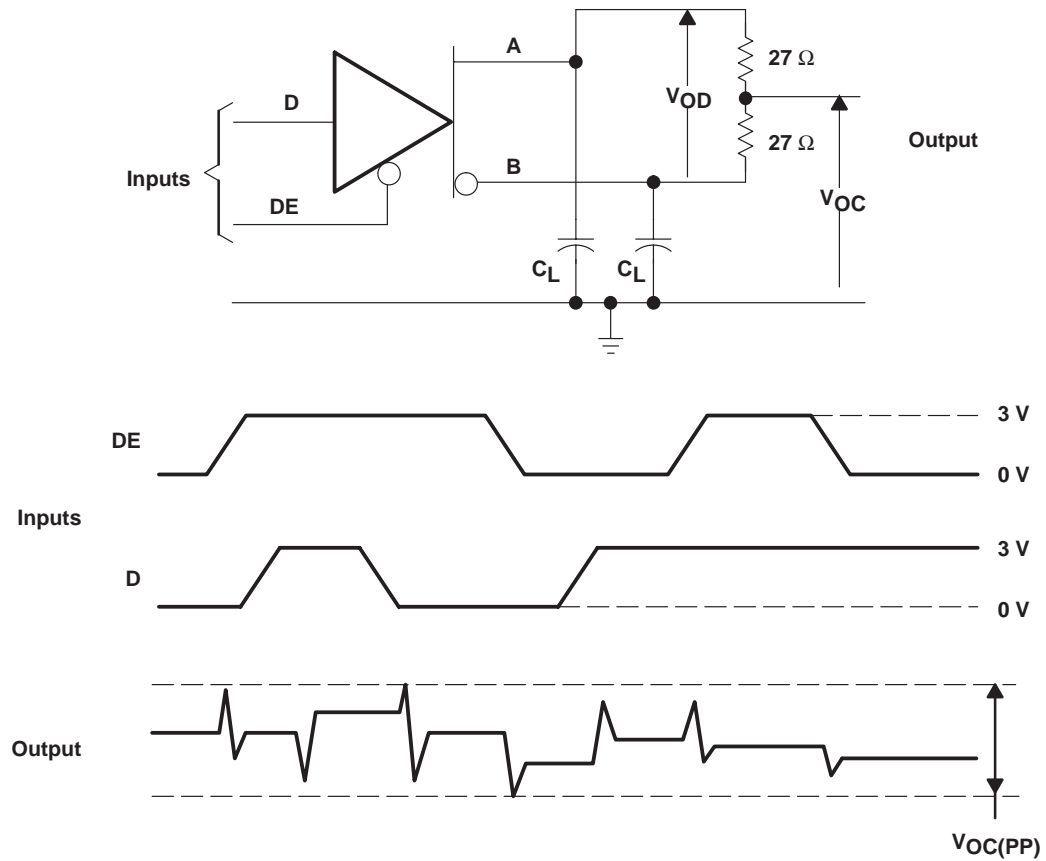 A
27 Ω
VOD
D
27 Ω
Output
Inputs
B
VOC
DE
CL
CL
3 V
DE
0 V
Inputs
3 V
D
0 V
Output
VOC(PP)